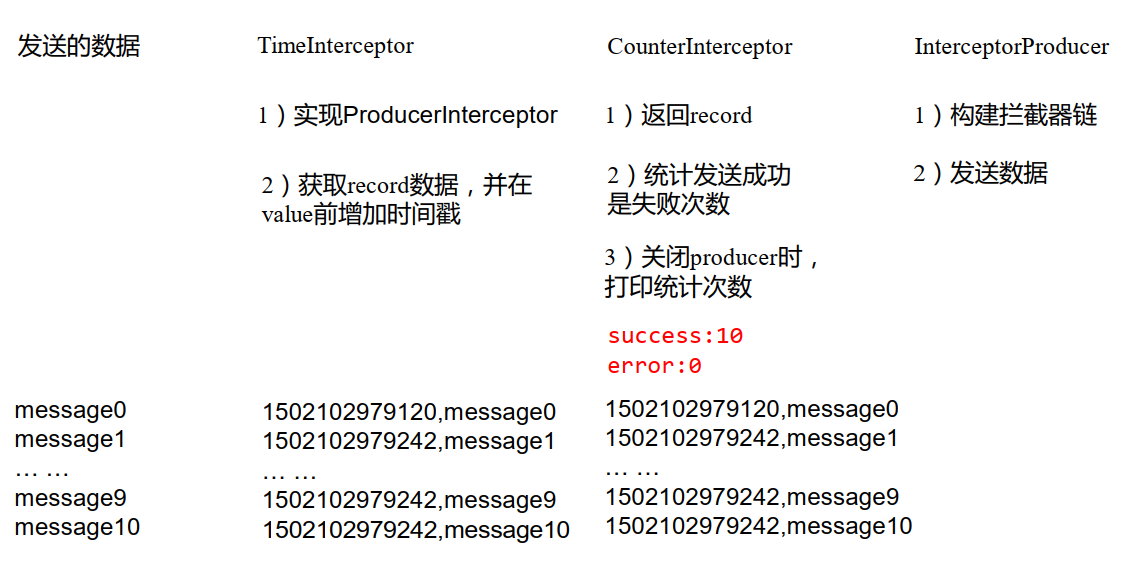 发送的数据
TimeInterceptor
CounterInterceptor
InterceptorProducer
1）实现ProducerInterceptor
2）获取record数据，并在
value前增加时间戳
1）返回record
2）统计发送成功
是失败次数
3）关闭producer时，
打印统计次数
success:10
error:0
1）构建拦截器链
2）发送数据
message0
message1
… …
message9
message10
1502102979120,message0
1502102979242,message1
… …
1502102979242,message9
1502102979242,message10
1502102979120,message0
1502102979242,message1
… …
1502102979242,message9
1502102979242,message10